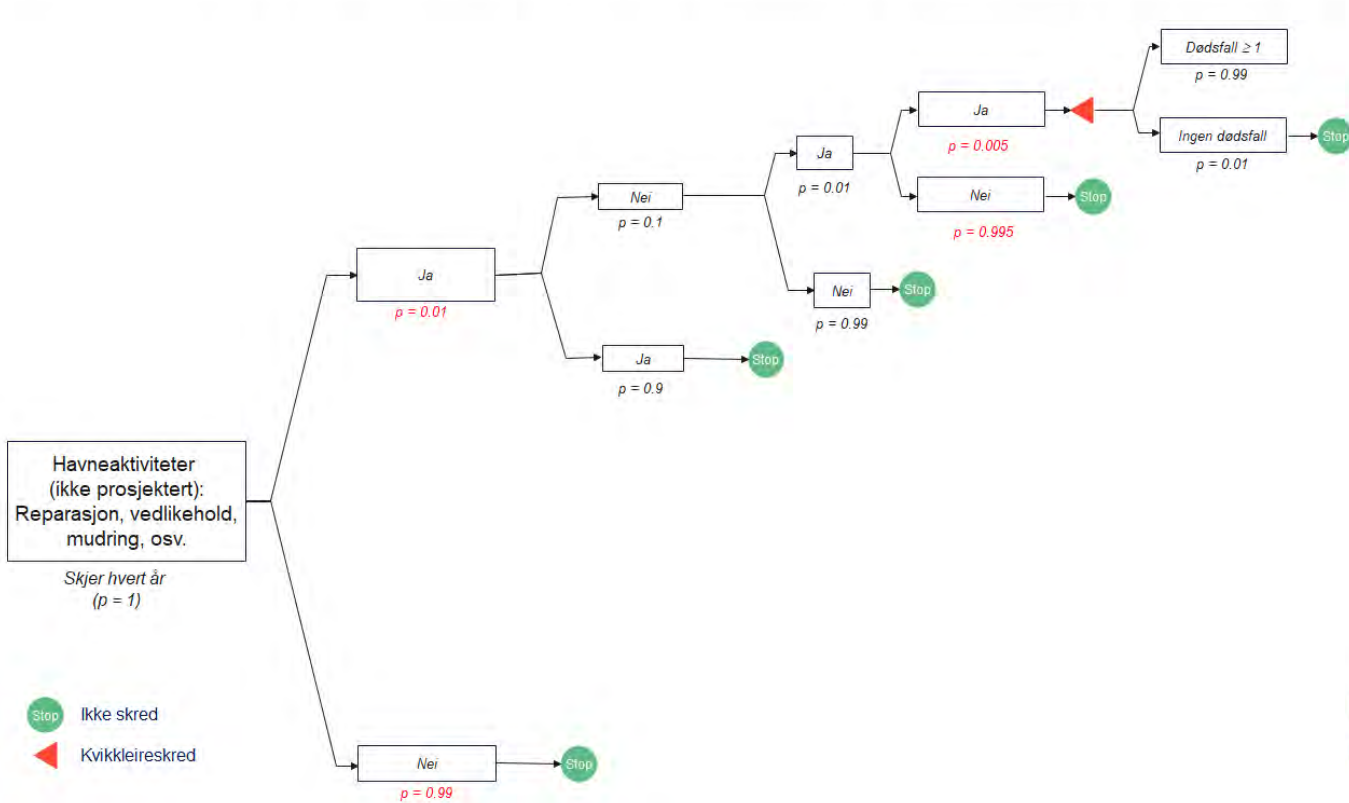 Dødsfall ≥ 1
p = 0.99
Ja
p = 0.005
Ingen dødsfall
Stop
p = 0.01
Ja
p = 0.01
Nei
Stop
p = 0.995
Nei
p = 0.1
Ja
p = 0.01
Nei
Stop
p = 0.99
Ja
Stop
p = 0.9
Havneaktiviteter
(ikke prosjektert):
Reparasjon, vedlikehold,
mudring, osv.
Skjer hvert år
(p = 1)
Stop
Ikke skred
Kvikkleireskred
Nei
Stop
p = 0.99